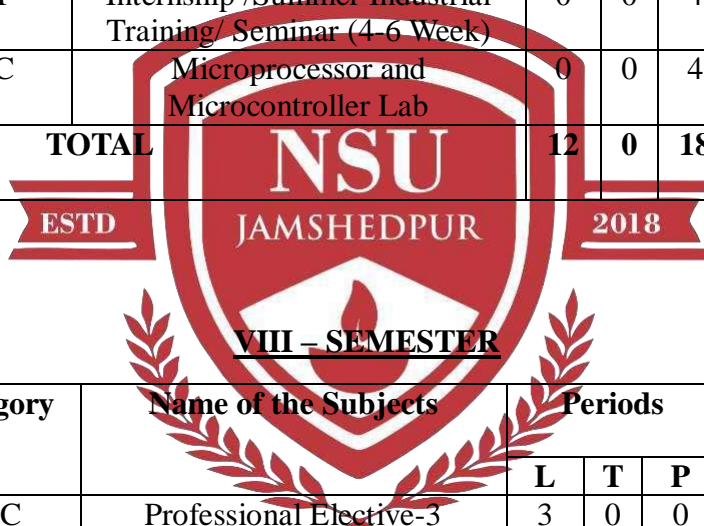 Training/ Seminar (4-6 Week)
Microprocessor and
Microcontroller Lab
0 0 4
TOTAL 12 0 18
NSU
ESTD JAMSHEDPUR 2018
VIII – SEMESTER
Name of the Subjects Periods
L T P
Professional Elective-3 3 0 0